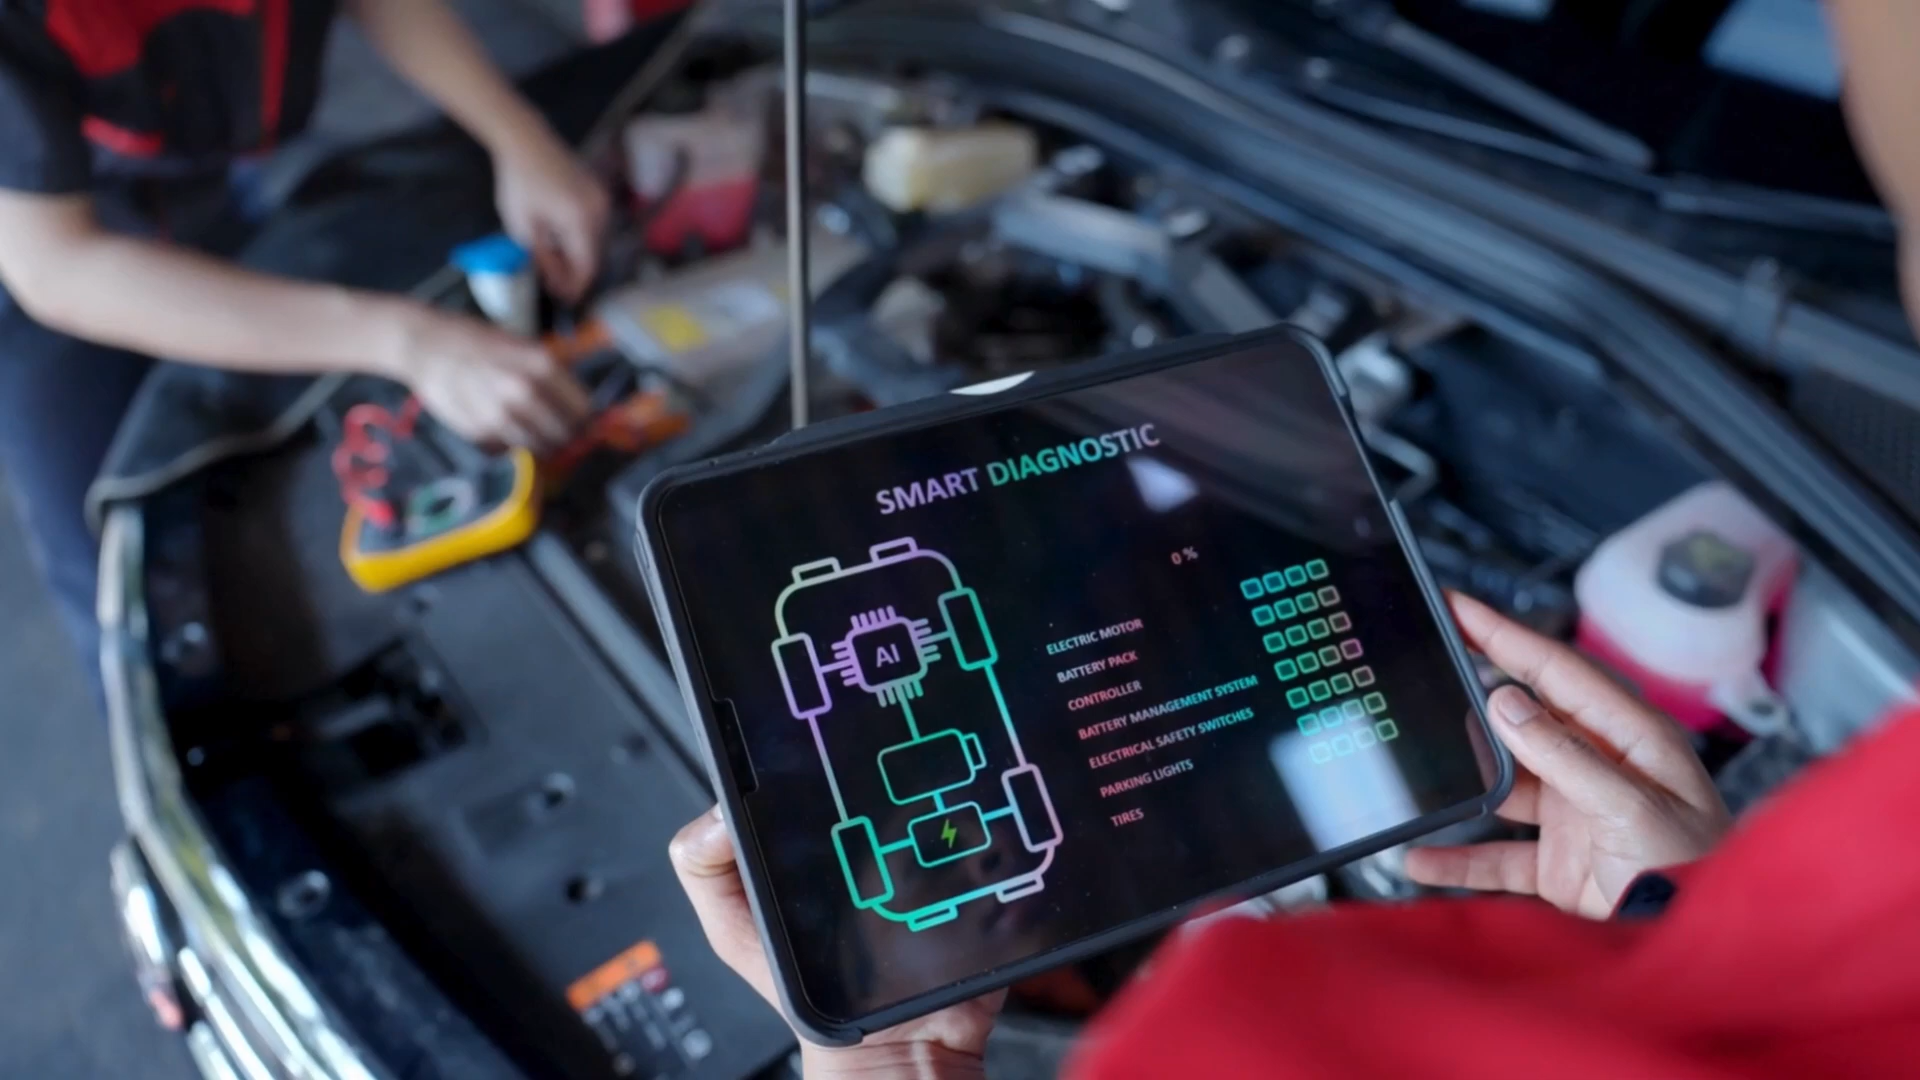 SMART DIAGNOSTIC
0 %
AI
ELECTRIC MOTOR
BATTERY PACK
CONTROLLER
BATTERY MANAGEMENT SYSTEM
ELECTRICAL SAFETY SWITCHES
PARKING LIGHTS
TIRES